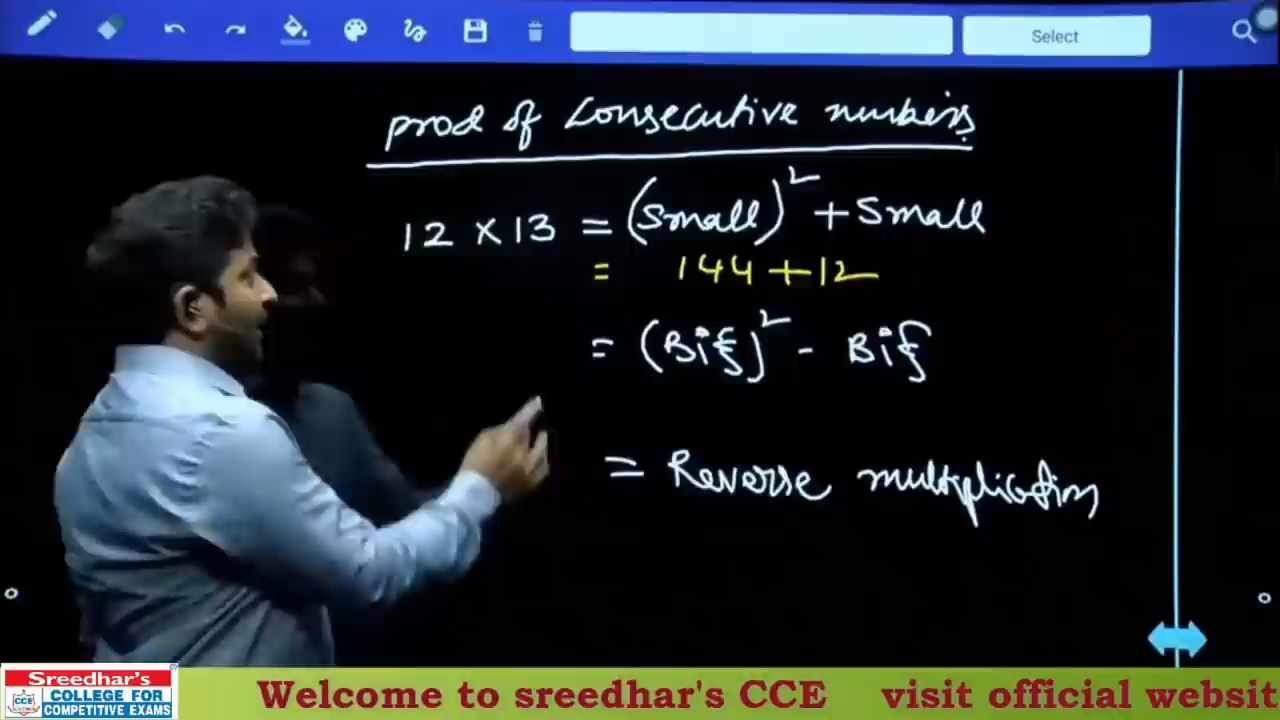 Select
prod of consecutive numbers
12 × 13 = (Small)² + Small
= 144 + 12
= (Big)² - Big
= Reverse multiplication
Sreedhar's
CCE
COLLEGE FOR
COMPETITIVE EXAMS
Welcome to sreedhar's CCE visit official websit